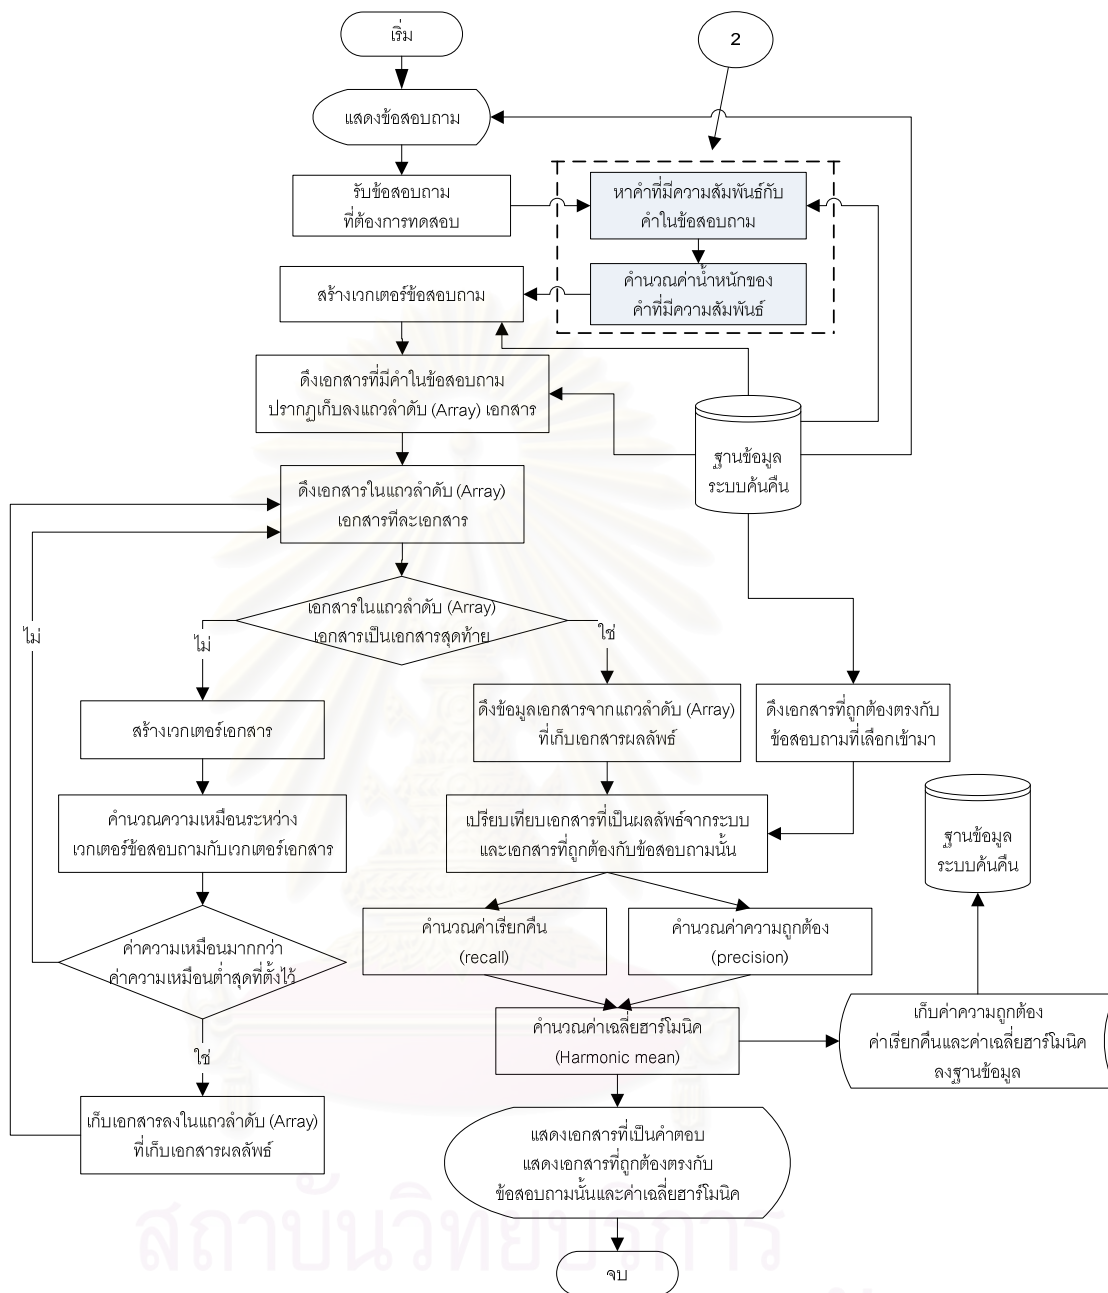 เริ่ม
2
แสดงข้อสอบถาม
รับข้อสอบถาม
ที่ต้องการทดสอบ
หาคำที่มีความสัมพันธ์กับ
คำในข้อสอบถาม
คำนวณค่าน้ำหนักของ
คำที่มีความสัมพันธ์
สร้างเวกเตอร์ข้อสอบถาม
ดึงเอกสารที่มีคำในข้อสอบถาม
ปรากฏเก็บลงแถวลำดับ (Array) เอกสาร
ฐานข้อมูล
ระบบค้นคืน
ดึงเอกสารในแถวลำดับ (Array)
เอกสารทีละเอกสาร
เอกสารในแถวลำดับ (Array)
เอกสารเป็นเอกสารสุดท้าย
ไม่
ไม่
ใช่
สร้างเวกเตอร์เอกสาร
ดึงข้อมูลเอกสารจากแถวลำดับ (Array)
ที่เก็บเอกสารผลลัพธ์
ดึงเอกสารที่ถูกต้องตรงกับ
ข้อสอบถามที่เลือกเข้ามา
คำนวณความเหมือนระหว่าง
เวกเตอร์ข้อสอบถามกับเวกเตอร์เอกสาร
เปรียบเทียบเอกสารที่เป็นผลลัพธ์จากระบบ
และเอกสารที่ถูกต้องกับข้อสอบถามนั้น
ฐานข้อมูล
ระบบค้นคืน
ค่าความเหมือนมากกว่า
ค่าความเหมือนต่ำสุดที่ตั้งไว้
คำนวณค่าเรียกคืน
(recall)
คำนวณค่าความถูกต้อง
(precision)
คำนวณค่าเฉลี่ยฮาร์โมนิค
(Harmonic mean)
เก็บค่าความถูกต้อง
ค่าเรียกคืนและค่าเฉลี่ยฮาร์โมนิค
ลงฐานข้อมูล
ใช่
เก็บเอกสารลงในแถวลำดับ (Array)
ที่เก็บเอกสารผลลัพธ์
แสดงเอกสารที่เป็นคำตอบ
แสดงเอกสารที่ถูกต้องตรงกับ
ข้อสอบถามนั้นและค่าเฉลี่ยฮาร์โมนิค
สถาบันวิทยบริการ
จบ